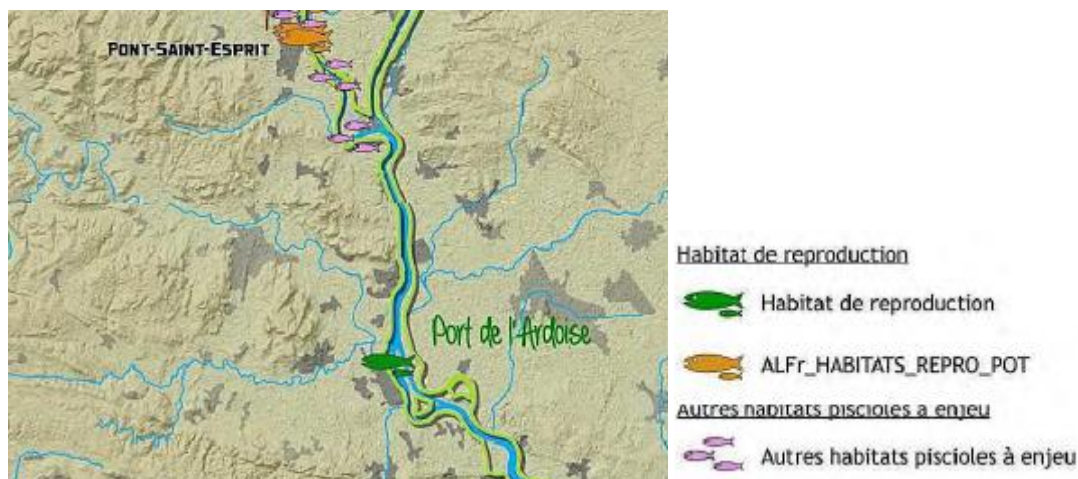 PONT-SAINT-ESPRIT
Port de l'Ardoise
Habitat de reproduction
Habitat de reproduction
ALFr_HABITATS_REPRO_POT
Autres habitats piscioles à enjeu
Autres habitats piscioles à enjeu